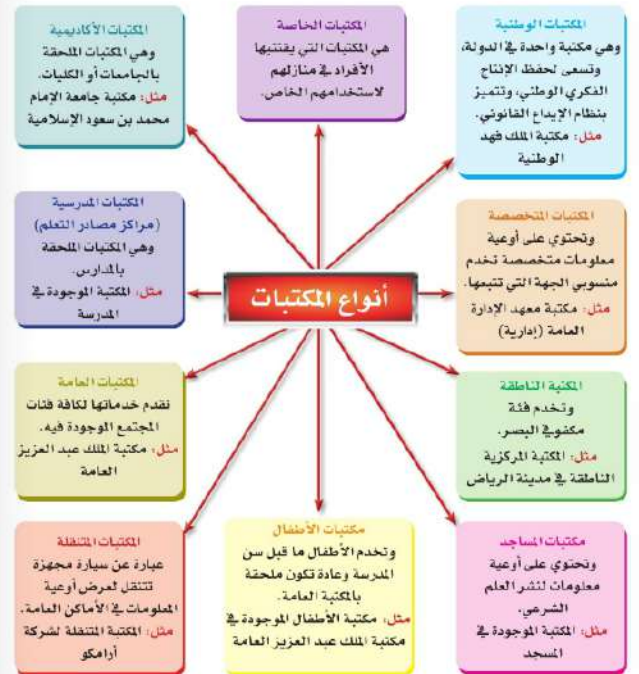 أنواع المكتبات
المكتبات الوطنية
وهي مكتبة واحدة في الدولة،
وتسعى لحفظ الإنتاج
الفكري الوطني، وتتميز
بنظام الإيداع القانوني.
مثل: مكتبة الملك فهد
الوطنية
المكتبات الخاصة
هي المكتبات التي يقتنيها
الأفراد في منازلهم
لاستخدامهم الخاص.
المكتبات الأكاديمية
وهي المكتبات الملحقة
بالجامعات أو الكليات.
مثل: مكتبة جامعة الإمام
محمد بن سعود الإسلامية
المكتبات المتخصصة
وتحتوي على أوعية
معلومات متخصصة تخدم
منسوبي الجهة التي تتبعها.
مثل: مكتبة معهد الإدارة
العامة (إدارية)
المكتبات المدرسية
(مراكز مصادر التعلم)
وهي المكتبات الملحقة
بالمدارس.
مثل: المكتبة الموجودة في
المدرسة
المكتبة الناطقة
وتخدم فئة
مكفوفي البصر.
مثل: المكتبة المركزية
الناطقة في مدينة الرياض
المكتبات العامة
تقدم خدماتها لكافة فئات
المجتمع الموجودة فيه.
مثل: مكتبة الملك عبد العزيز
العامة
مكتبات المساجد
وتحتوي على أوعية
معلومات لنشر العلم
الشرعي.
مثل: المكتبة الموجودة في
المسجد
مكتبات الأطفال
وتخدم الأطفال ما قبل سن
المدرسة وعادة تكون ملحقة
بالمكتبة العامة.
مثل: مكتبة الأطفال الموجودة في
مكتبة الملك عبد العزيز العامة
المكتبات المتنقلة
عبارة عن سيارة مجهزة
تتنقل لعرض أوعية
المعلومات في الأماكن العامة.
مثل: المكتبة المتنقلة لشركة
أرامكو